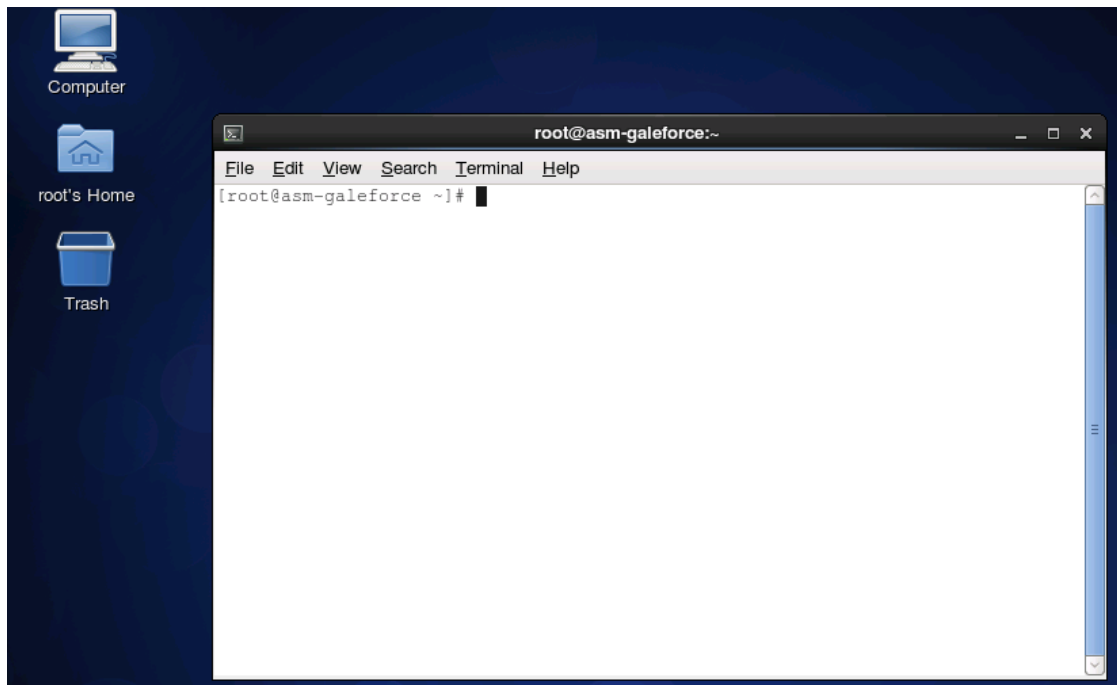 Computer
root's Home
Trash
root@asm-galeforce:~
File Edit View Search Terminal Help
[root@asm-galeforce ~]#